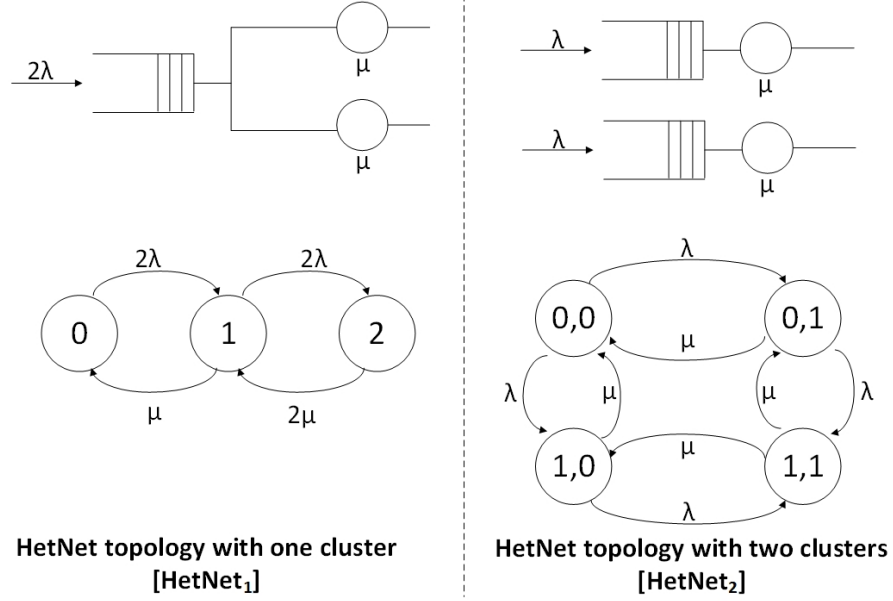 2λ
μ
μ
2λ
2λ
0
1
2
μ
2μ
HetNet topology with one cluster
[HetNet₁]
λ
μ
λ
μ
λ
0,0
0,1
μ
λ
μ
μ
λ
μ
1,0
1,1
λ
HetNet topology with two clusters
[HetNet₂]